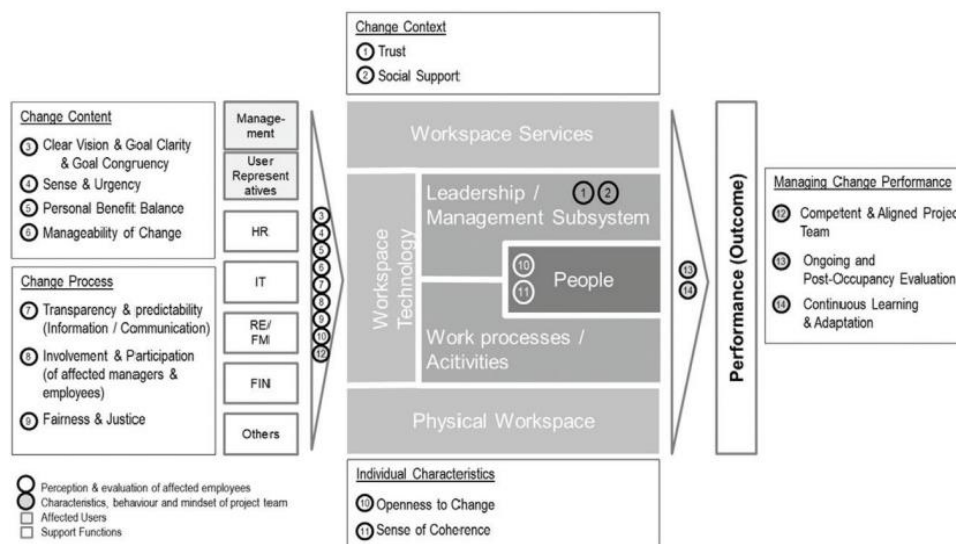 Change Context
1 Trust
2 Social Support
Change Content
3 Clear Vision & Goal Clarity
& Goal Congruency
4 Sense & Urgency
5 Personal Benefit Balance
6 Manageability of Change
Change Process
7 Transparency & predictability
(Information / Communication)
8 Involvement & Participation
(of affected managers &
employees)
9 Fairness & Justice
Manage-
ment
User
Represent
atives
HR
IT
RE/
FMI
FIN
Others
3
4
5
6
7
8
9
10
12
Workspace Services
Workspace
Technology
Leadership /
Management Subsystem
1 2
10
11
People
Work processes /
Acitivities
Physical Workspace
13
14
Performance (Outcome)
Managing Change Performance
12 Competent & Aligned Project
Team
13 Ongoing and
Post-Occupancy Evaluation
14 Continuous Learning
& Adaptation
Individual Characteristics
10 Openness to Change
11 Sense of Coherence
Perception & evaluation of affected employees
Characteristics, behaviour and mindset of project team
Affected Users
Support Functions